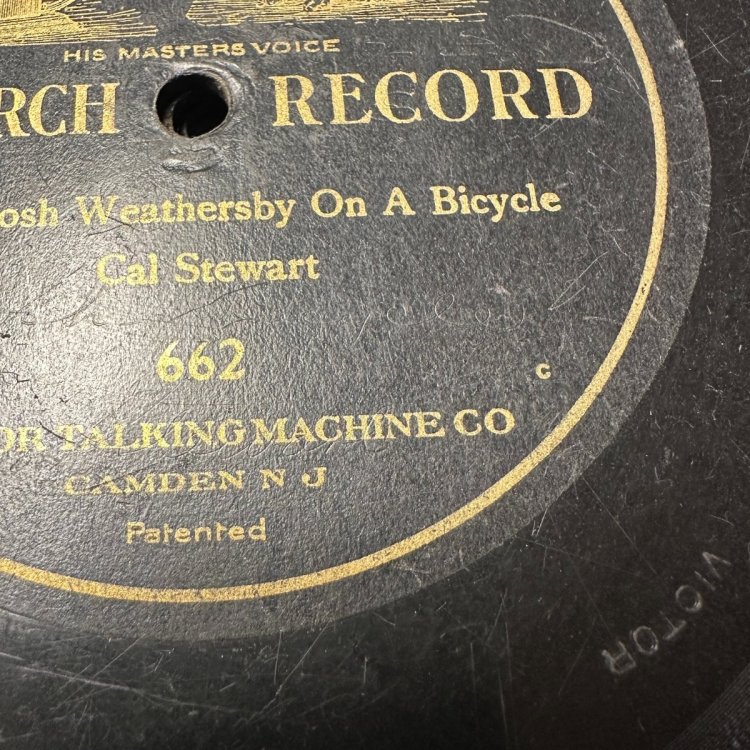 HIS MASTERS VOICE
RCH RECORD
osh Weathersby On A Bicycle
Cal Stewart
662
C
OR TALKING MACHINE CO
CAMDEN N J
Patented
VICTOR